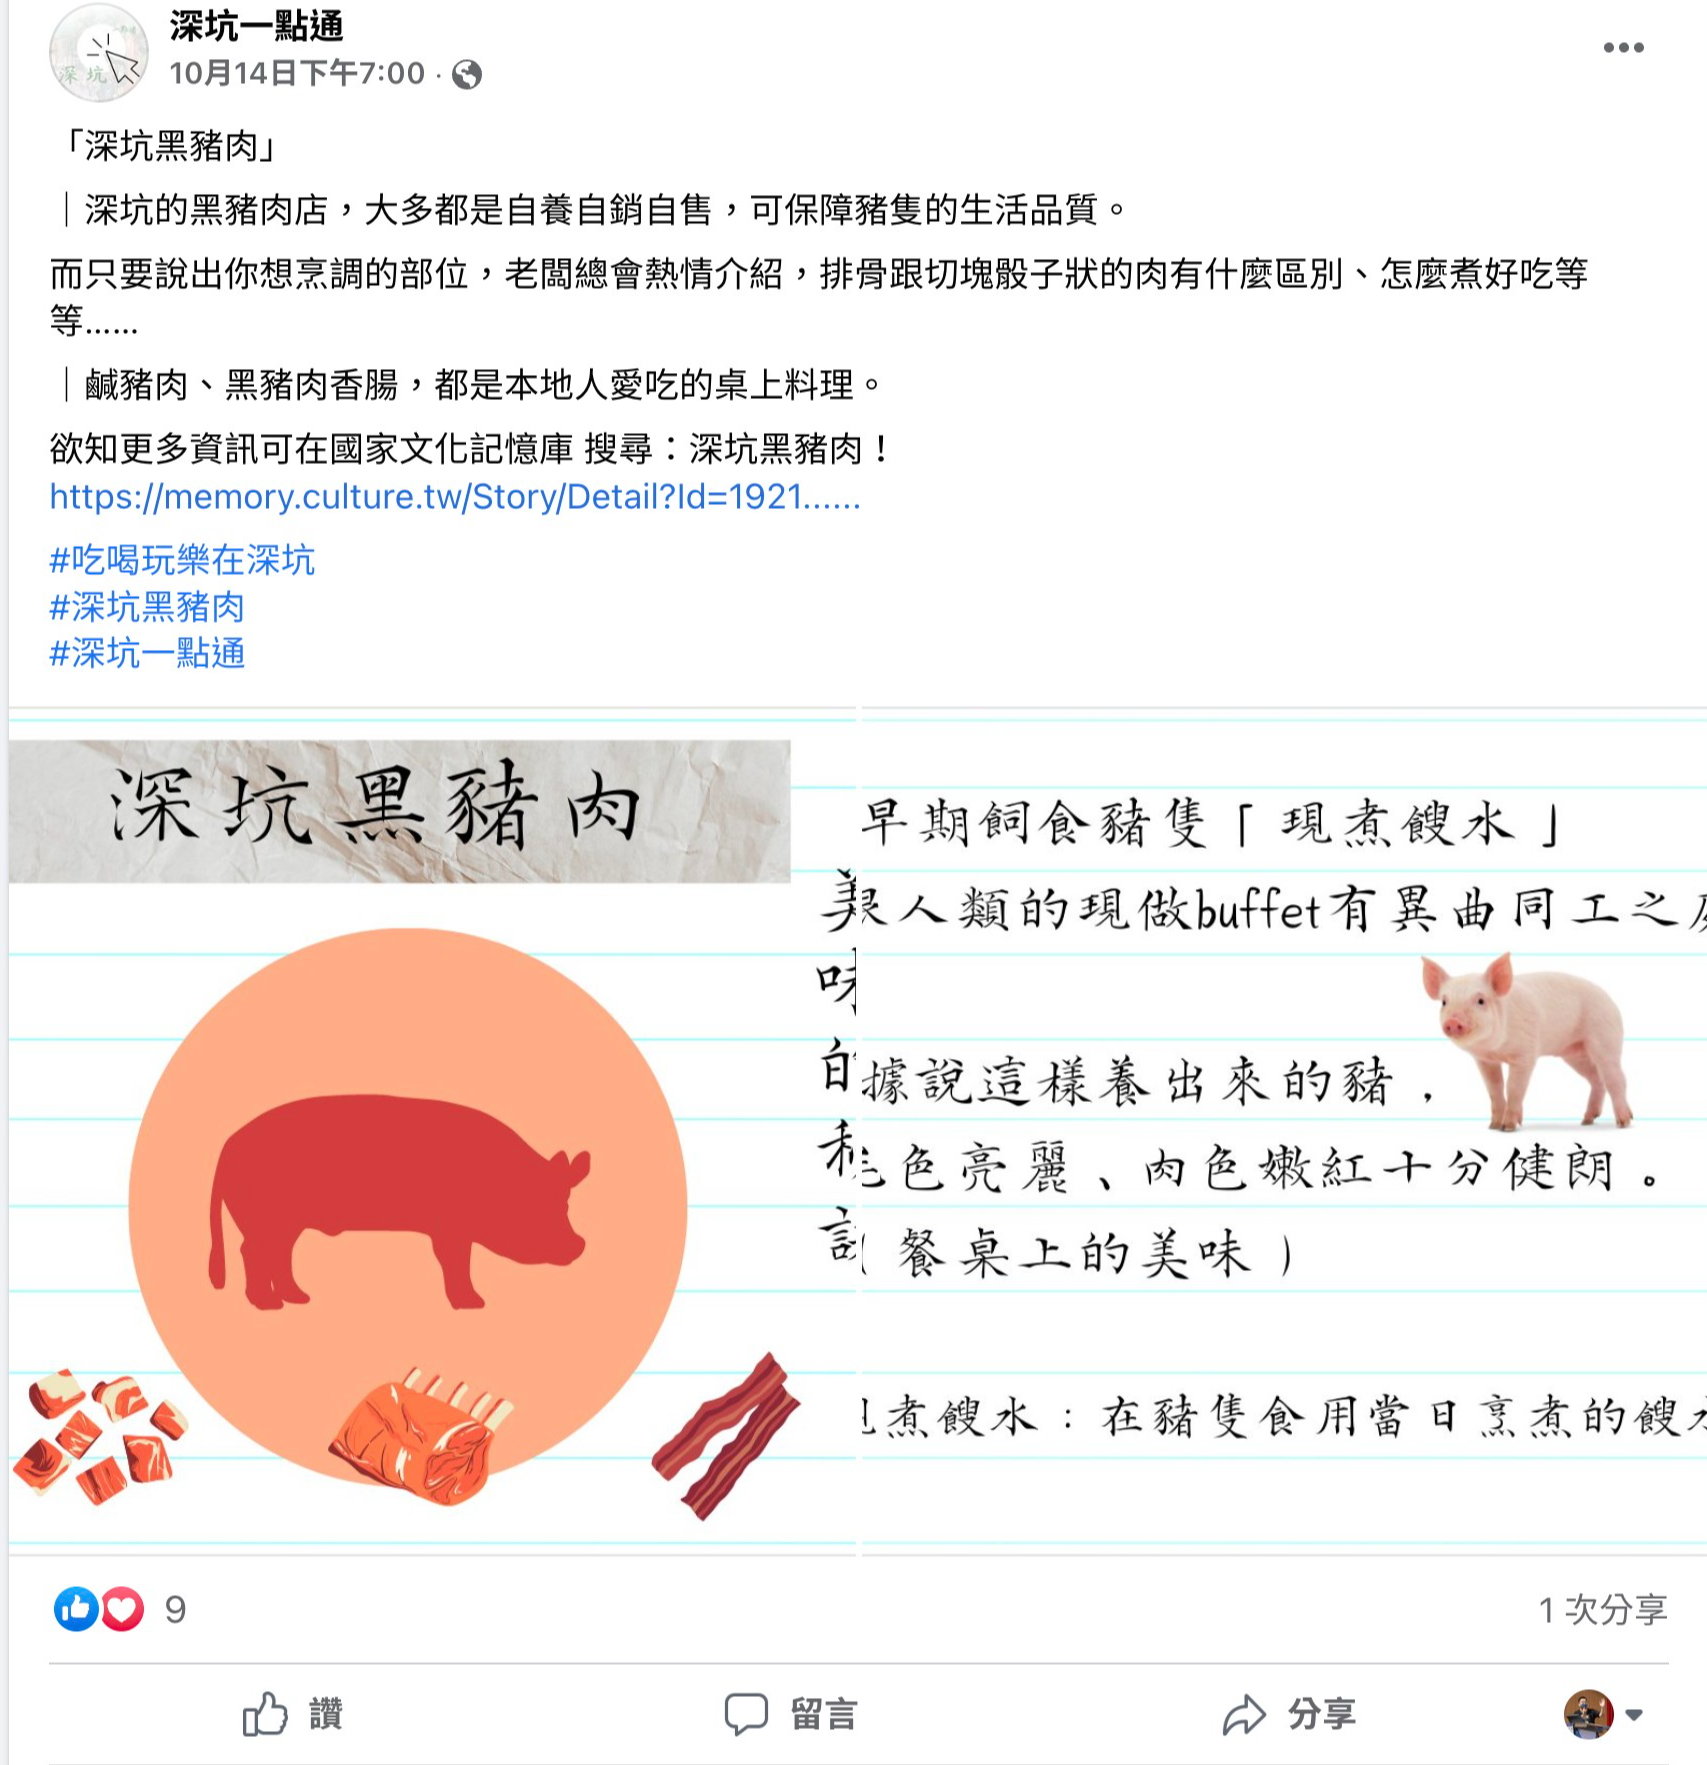 深坑一點通
10月14日下午7:00
深坑
「深坑黑豬肉」
｜深坑的黑豬肉店，大多都是自養自銷自售，可保障豬隻的生活品質。
而只要說出你想烹調的部位，老闆總會熱情介紹，排骨跟切塊骰子狀的肉有什麼區別、怎麼煮好吃等
等……
｜鹹豬肉、黑豬肉香腸，都是本地人愛吃的桌上料理。
欲知更多資訊可在國家文化記憶庫 搜尋：深坑黑豬肉！
https://memory.culture.tw/Story/Detail?Id=1921......
#吃喝玩樂在深坑
#深坑黑豬肉
#深坑一點通
深坑黑豬肉
美
味
的
早期飼食豬隻「現煮餿水」
人類的現做buffet有異曲同工之
據說這樣養出來的豬，
色亮麗、肉色嫩紅十分健朗。
（餐桌上的美味）
煮餿水：在豬隻食用當日烹煮的餿
9
1 次分享
讚
留言
分享